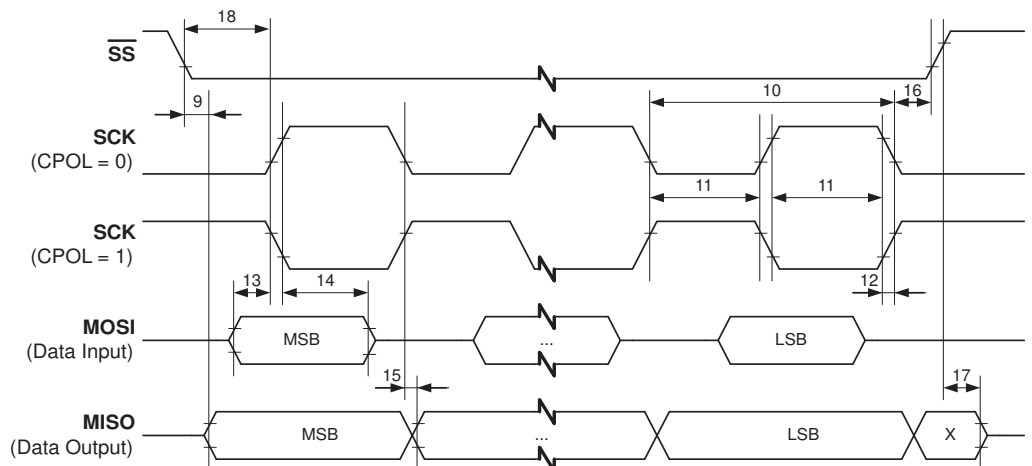 18
SS
9
10
16
SCK
(CPOL = 0)
11
11
SCK
(CPOL = 1)
13
14
12
MOSI
(Data Input)
MSB
...
LSB
15
17
MISO
(Data Output)
MSB
...
LSB
X